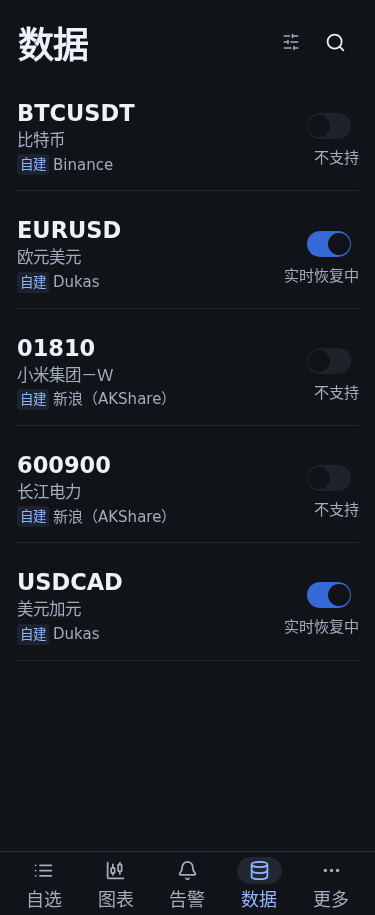 数据
BTCUSDT
比特币
自建 Binance
不支持
EURUSD
欧元美元
自建 Dukas
实时恢复中
01810
小米集团－W
自建 新浪（AKShare）
不支持
600900
长江电力
自建 新浪（AKShare）
不支持
USDCAD
美元加元
自建 Dukas
实时恢复中
自选 图表 告警 数据 更多